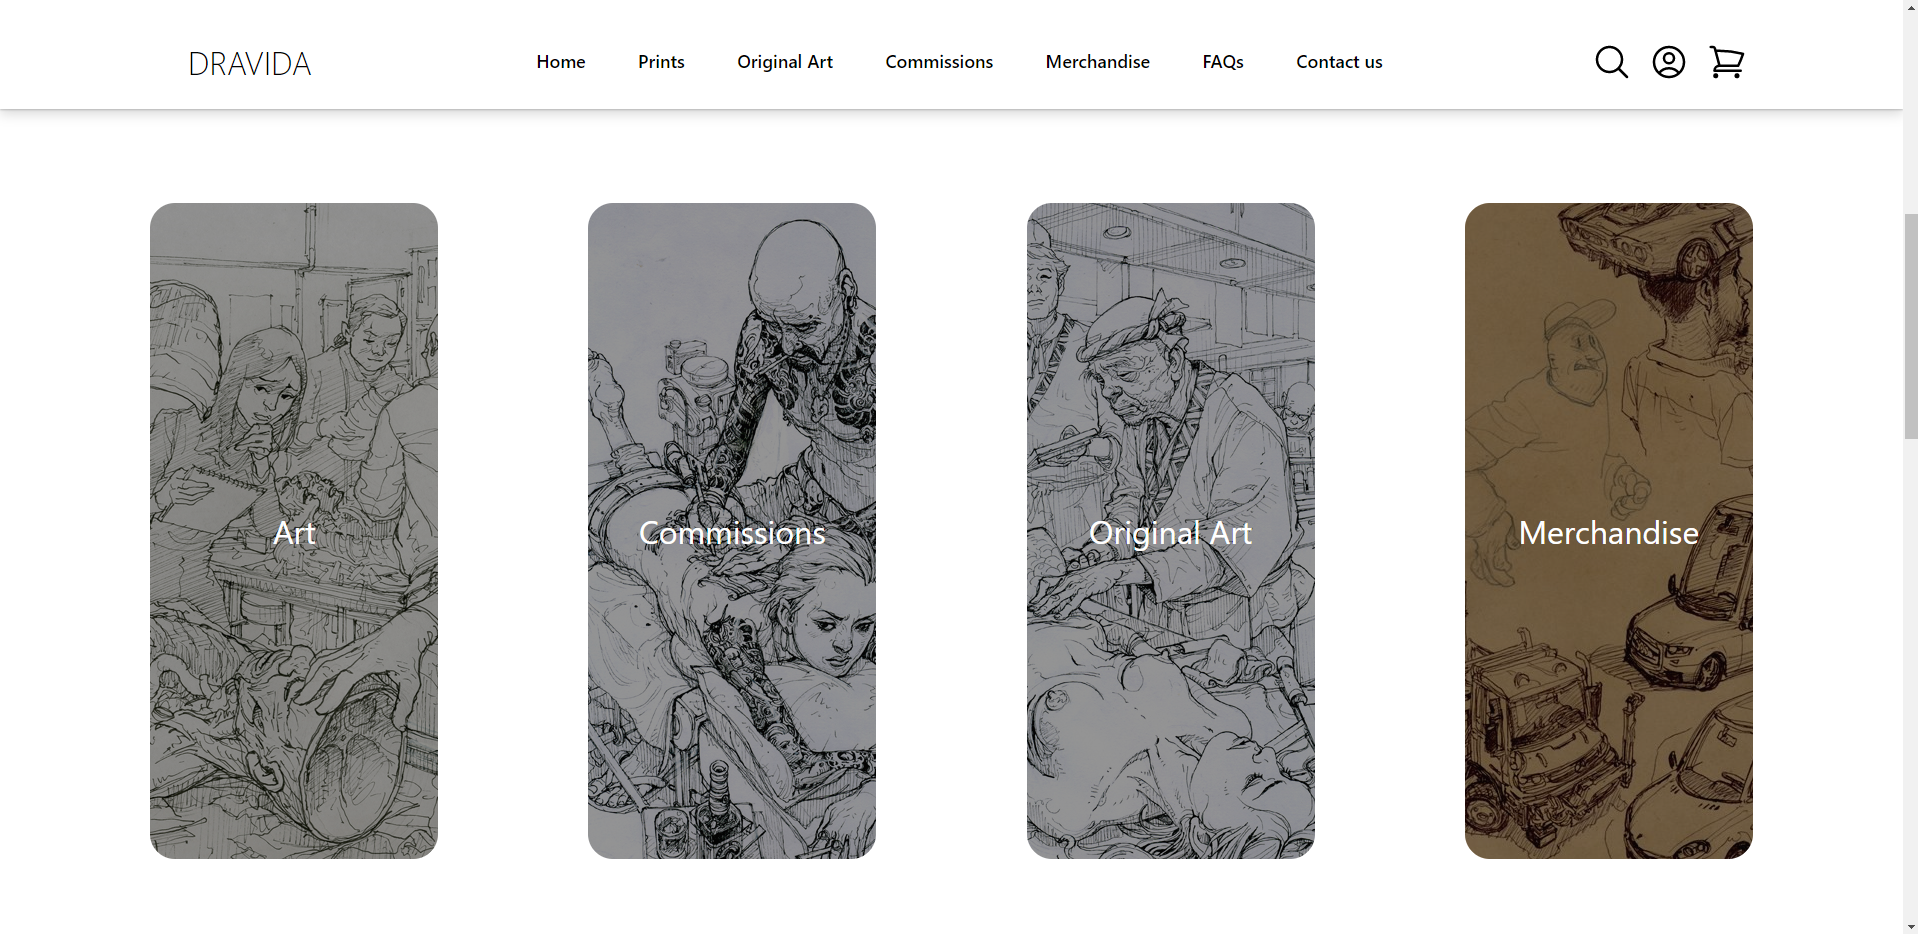 DRAVIDA
Home Prints Original Art Commissions Merchandise FAQs Contact us
Art
Commissions
Original Art
Merchandise